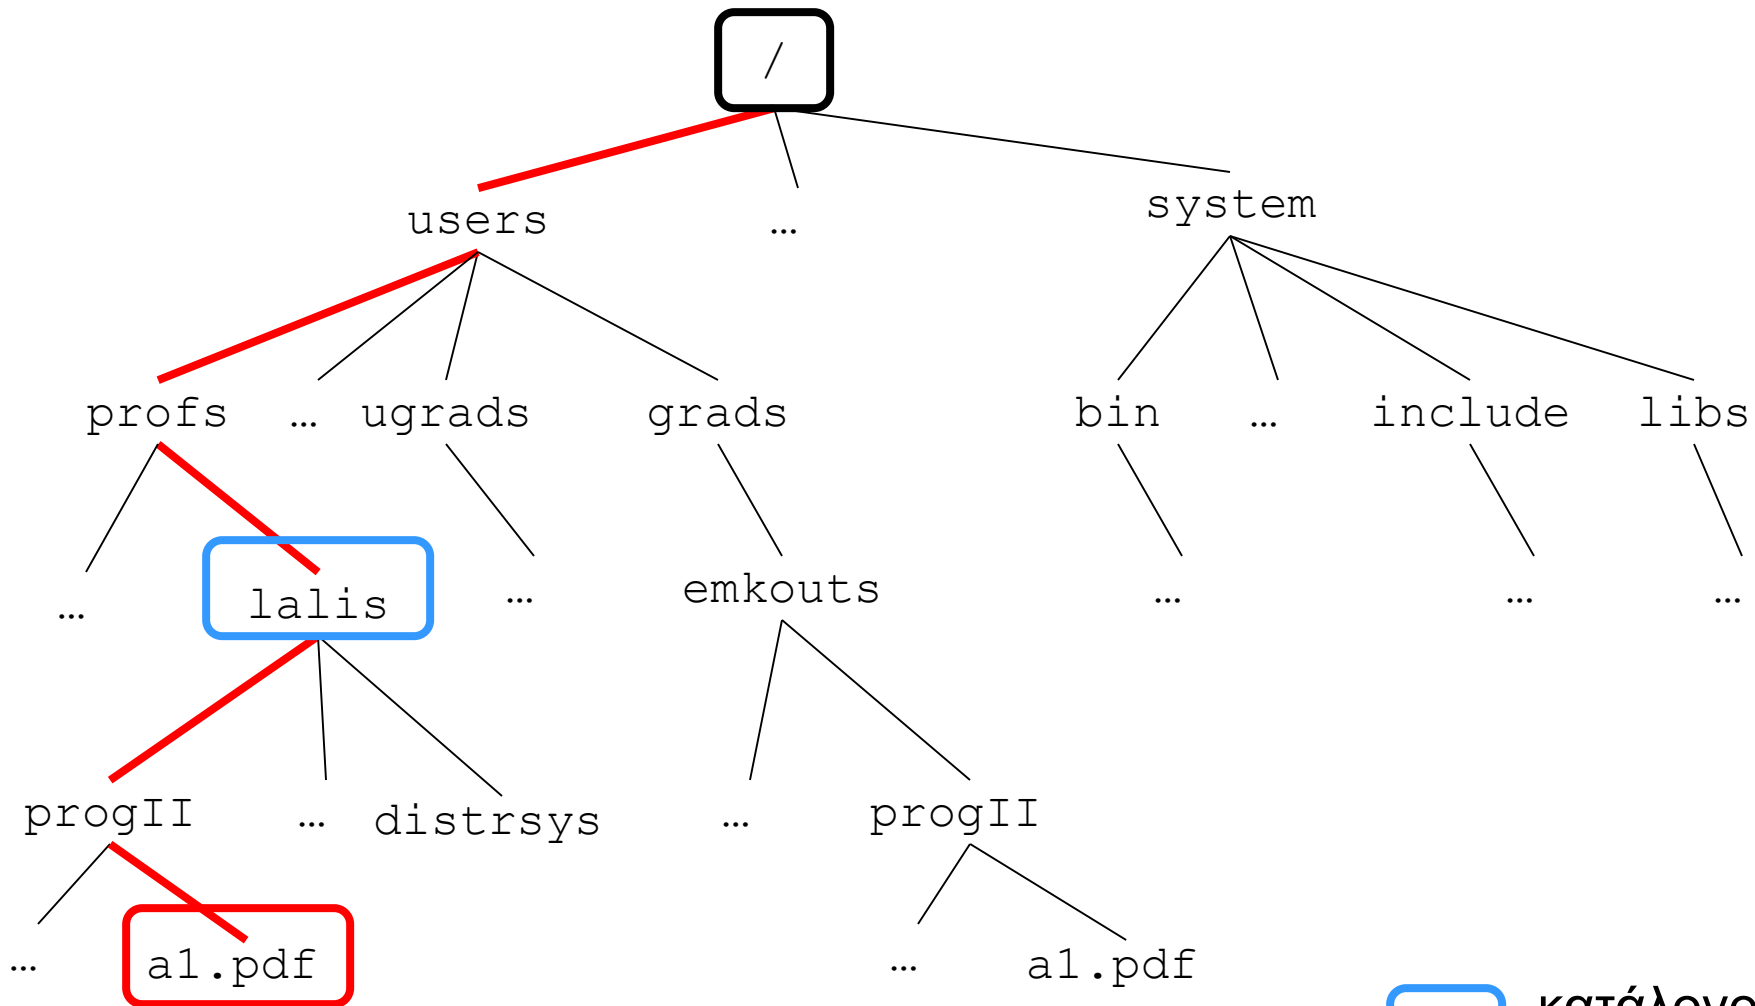 /
users … system
profs … ugrads grads bin … include libs
… lalis … emkouts … … …
progII … distrsys … progII
… a1.pdf … a1.pdf